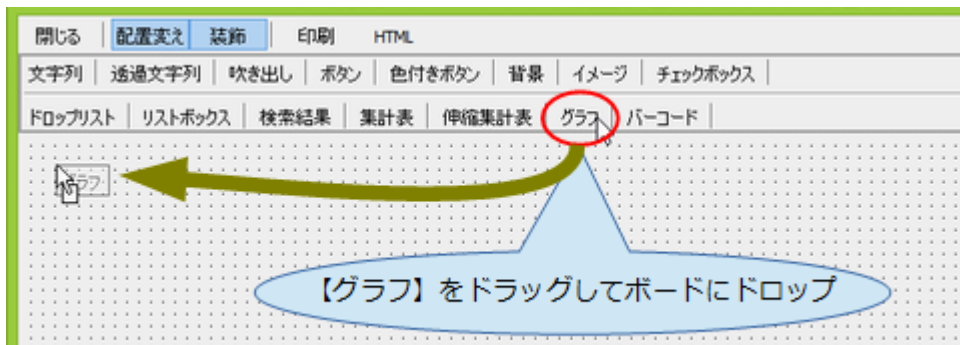 閉じる 配置変え 装飾 印刷 HTML
文字列 透過文字列 吹き出し ボタン 色付きボタン 背景 イメージ チェックボックス
ドロップリスト リストボックス 検索結果 集計表 伸縮集計表 グラフ バーコード
グラフ
【グラフ】をドラッグしてボードにドロップ